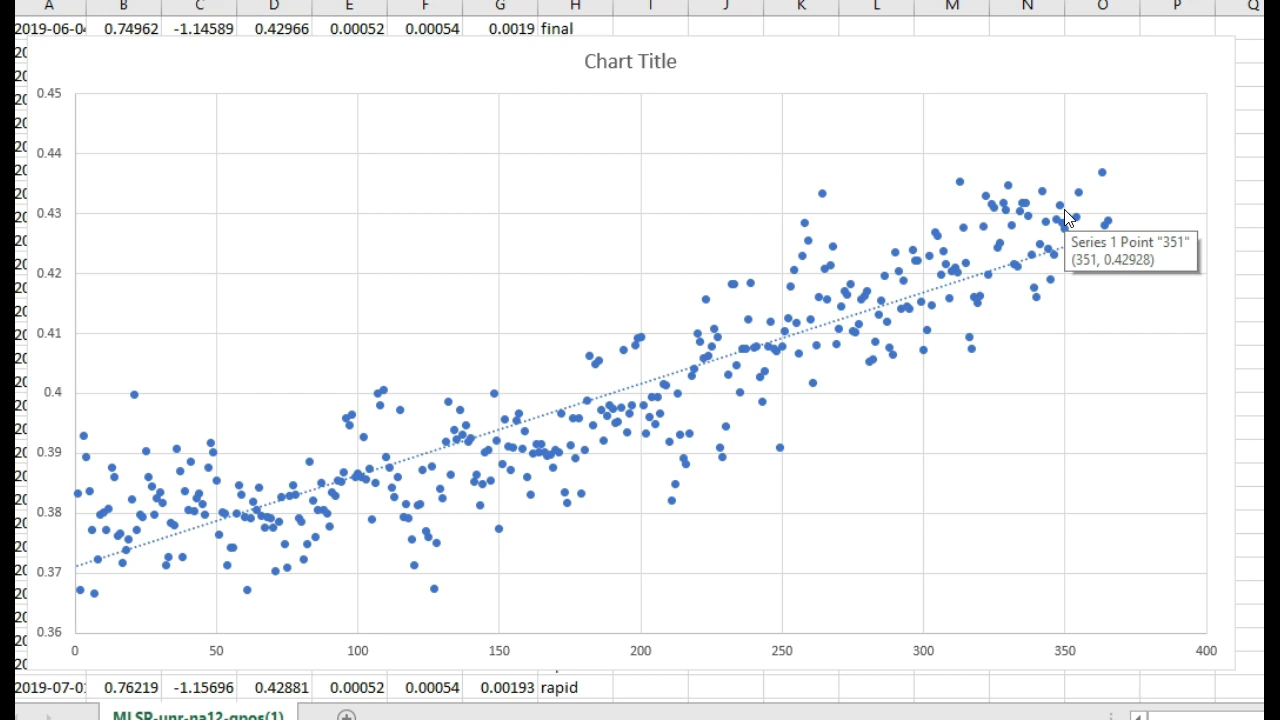 A B C D E F G H I J K L M N O P Q
2019-06-04 0.74962 -1.14589 0.42966 0.00052 0.00054 0.0019 final
Chart Title
0.45
0.44
0.43
0.42
0.41
0.4
0.39
0.38
0.37
0.36
0 50 100 150 200 250 300 350 400
Series 1 Point "351"
(351, 0.42928)
0.76219 -1.15696 0.42881 0.00052 0.00054 0.00193 rapid